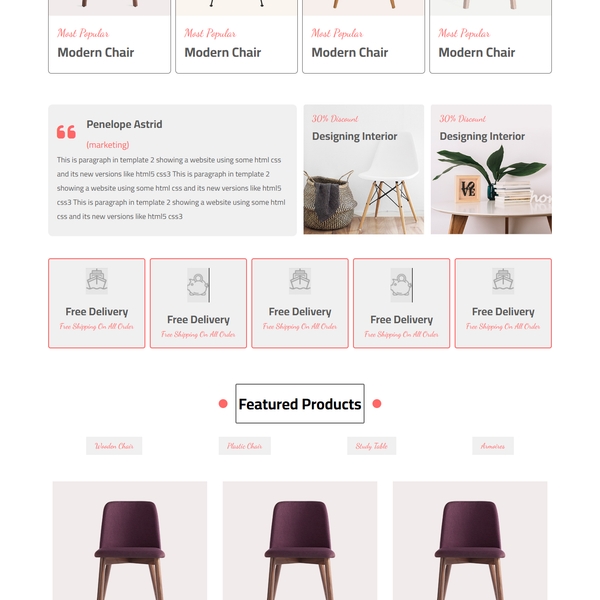 Most Popular
Modern Chair
Most Popular
Modern Chair
Most Popular
Modern Chair
Most Popular
Modern Chair
Penelope Astrid
(marketing)
This is paragraph in template 2 showing a website using some html css
and its new versions like html5 css3 This is paragraph in template 2
showing a website using some html css and its new versions like html5
css3 This is paragraph in template 2 showing a website using some html
css and its new versions like html5 css3
30% Discount
Designing Interior
30% Discount
Designing Interior
LOVE
Free Delivery
Free Shipping On All Order
Free Delivery
Free Shipping On All Order
Free Delivery
Free Shipping On All Order
Free Delivery
Free Shipping On All Order
Free Delivery
Free Shipping On All Order
Featured Products
Wooden Chair
Plastic Chair
Study Table
Armoires